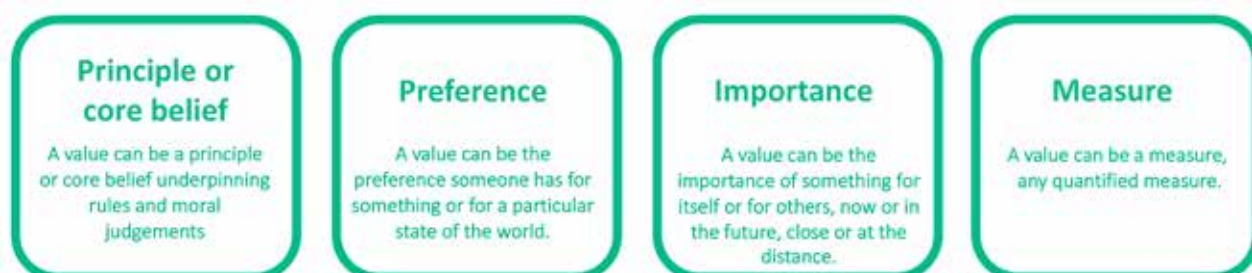 Principle or
core belief
A value can be a principle
or core belief underpinning
rules and moral
judgements
Preference
A value can be the
preference someone has for
something or for a particular
state of the world.
Importance
A value can be the
importance of something for
itself or for others, now or in
the future, close or at the
distance.
Measure
A value can be a measure,
any quantified measure.